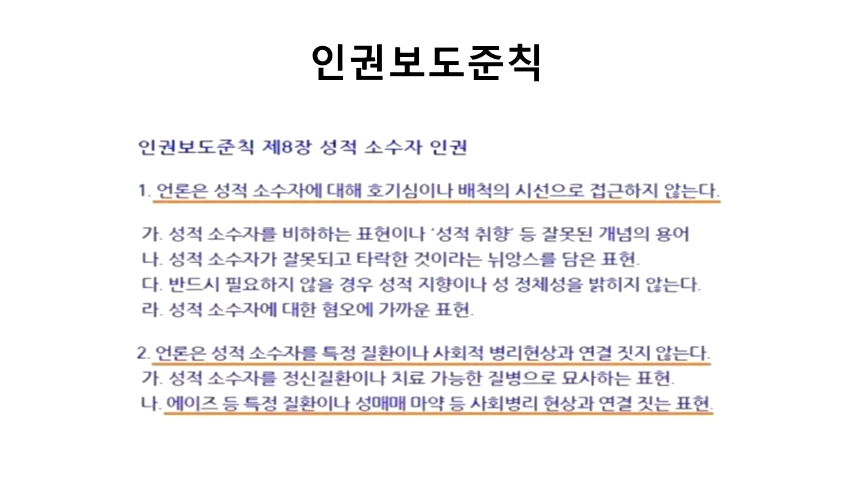 인권보도준칙
인권보도준칙 제8장 성적 소수자 인권
1. 언론은 성적 소수자에 대해 호기심이나 배척의 시선으로 접근하지 않는다.
가. 성적 소수자를 비하하는 표현이나 '성적 취향' 등 잘못된 개념의 용어
나. 성적 소수자가 잘못되고 타락한 것이라는 뉘앙스를 담은 표현.
다. 반드시 필요하지 않을 경우 성적 지향이나 성 정체성을 밝히지 않는다.
라. 성적 소수자에 대한 혐오에 가까운 표현.
2. 언론은 성적 소수자를 특정 질환이나 사회적 병리현상과 연결 짓지 않는다.
가. 성적 소수자를 정신질환이나 치료 가능한 질병으로 묘사하는 표현.
나. 에이즈 등 특정 질환이나 성매매 마약 등 사회병리 현상과 연결 짓는 표현.